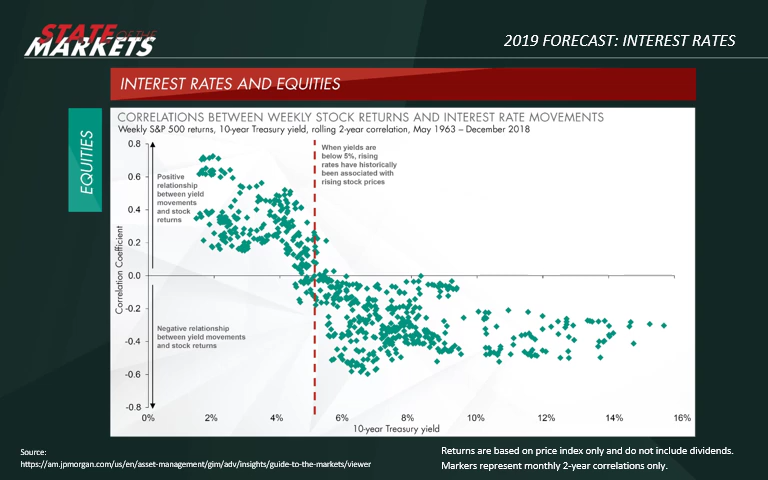 STATE OF THE
MARKETS
2019 FORECAST: INTEREST RATES
INTEREST RATES AND EQUITIES
EQUITIES
CORRELATIONS BETWEEN WEEKLY STOCK RETURNS AND INTEREST RATE MOVEMENTS
Weekly S&P 500 returns, 10-year Treasury yield, rolling 2-year correlation, May 1963 – December 2018
When yields are
below 5%, rising
rates have historically
been associated with
rising stock prices
Positive
relationship
between yield
movements
and stock
returns
Negative relationship
between yield movements
and stock returns
Correlation Coefficient
0.8
0.6
0.4
0.2
0.0
-0.2
-0.4
-0.6
-0.8
0% 2% 4% 6% 8% 10% 12% 14% 16%
10-year Treasury yield
Source:
https://am.jpmorgan.com/us/en/asset-management/gim/adv/insights/guide-to-the-markets/viewer
Returns are based on price index only and do not include dividends.
Markers represent monthly 2-year correlations only.